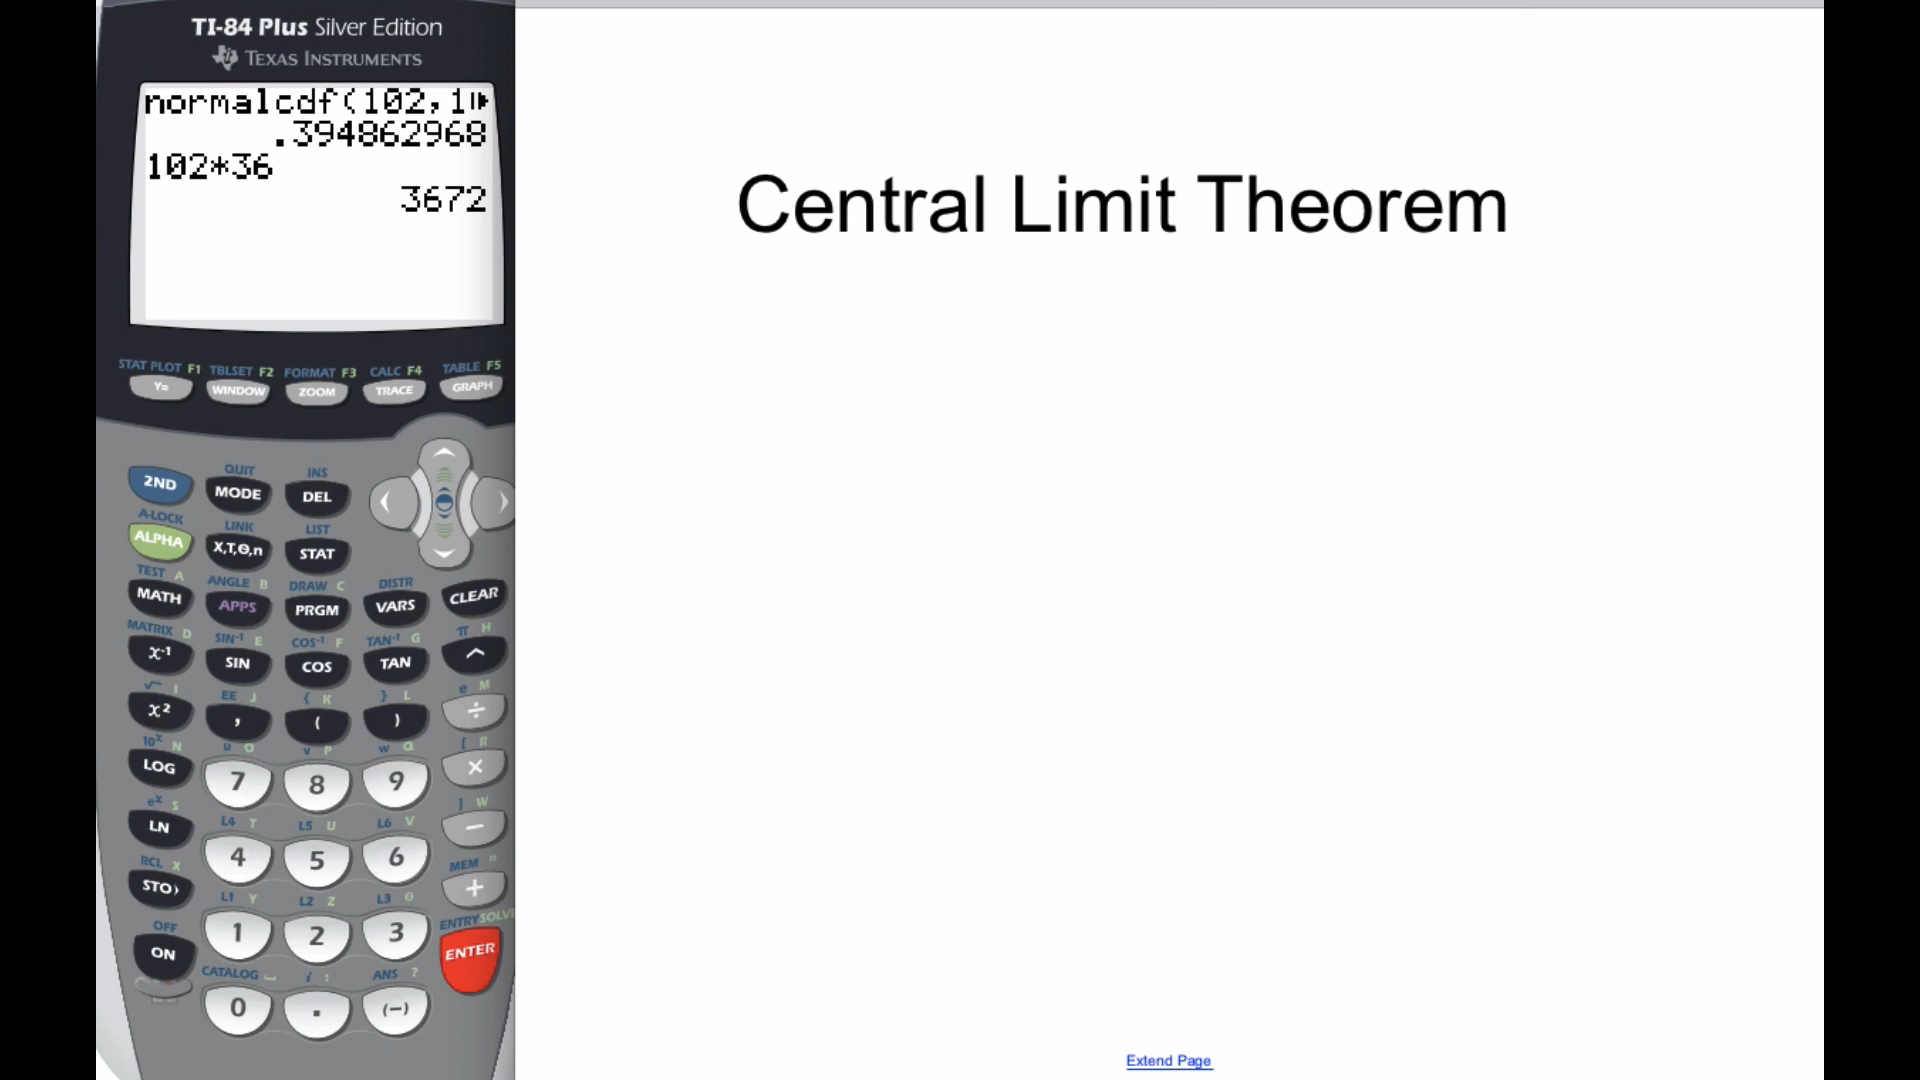 TI-84 Plus Silver Edition
TEXAS INSTRUMENTS
normalcdf(102,1
.394862968
102*36
3672
Central Limit Theorem
STAT PLOT F1 TBLSET F2 FORMAT F3 CALC F4 TABLE F5
Y= WINDOW ZOOM TRACE GRAPH
QUIT INS
2ND MODE DEL
A-LOCK LINK LIST
ALPHA X,T,Θ,n STAT
TEST A ANGLE B DRAW C DISTR
MATH APPS PRGM VARS CLEAR
MATRIX D SIN-1 E COS-1 F TAN-1 G π H
x-1 SIN COS TAN ^
√ I EE J { K } L e M
x2 , ( ) ÷
10x N u O v P w Q [ R
LOG 7 8 9 ×
ex S L4 T L5 U L6 V ] W
LN 4 5 6 −
RCL X L1 Y L2 Z L3 θ MEM "
STO› 1 2 3 +
OFF CATALOG i : ANS ? ENTRY SOLVE
ON 0 . (−) ENTER
Extend Page